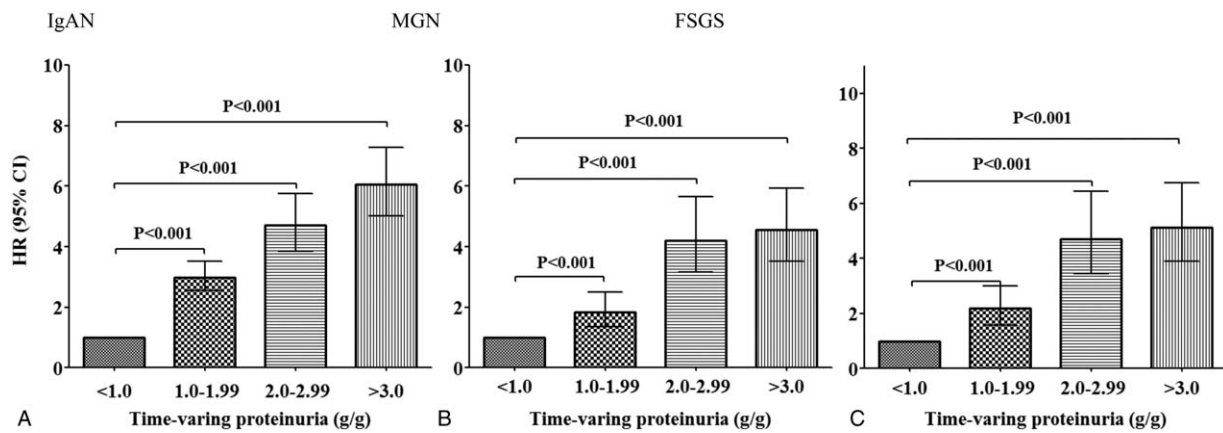 IgAN MGN FSGS
HR (95% CI)
10
8
6
4
2
0
P<0.001
P<0.001
P<0.001
<1.0 1.0-1.99 2.0-2.99 >3.0
A Time-varing proteinuria (g/g)
10
8
6
4
2
0
P<0.001
P<0.001
P<0.001
<1.0 1.0-1.99 2.0-2.99 >3.0
B Time-varing proteinuria (g/g)
10
8
6
4
2
0
P<0.001
P<0.001
P<0.001
<1.0 1.0-1.99 2.0-2.99 >3.0
C Time-varing proteinuria (g/g)